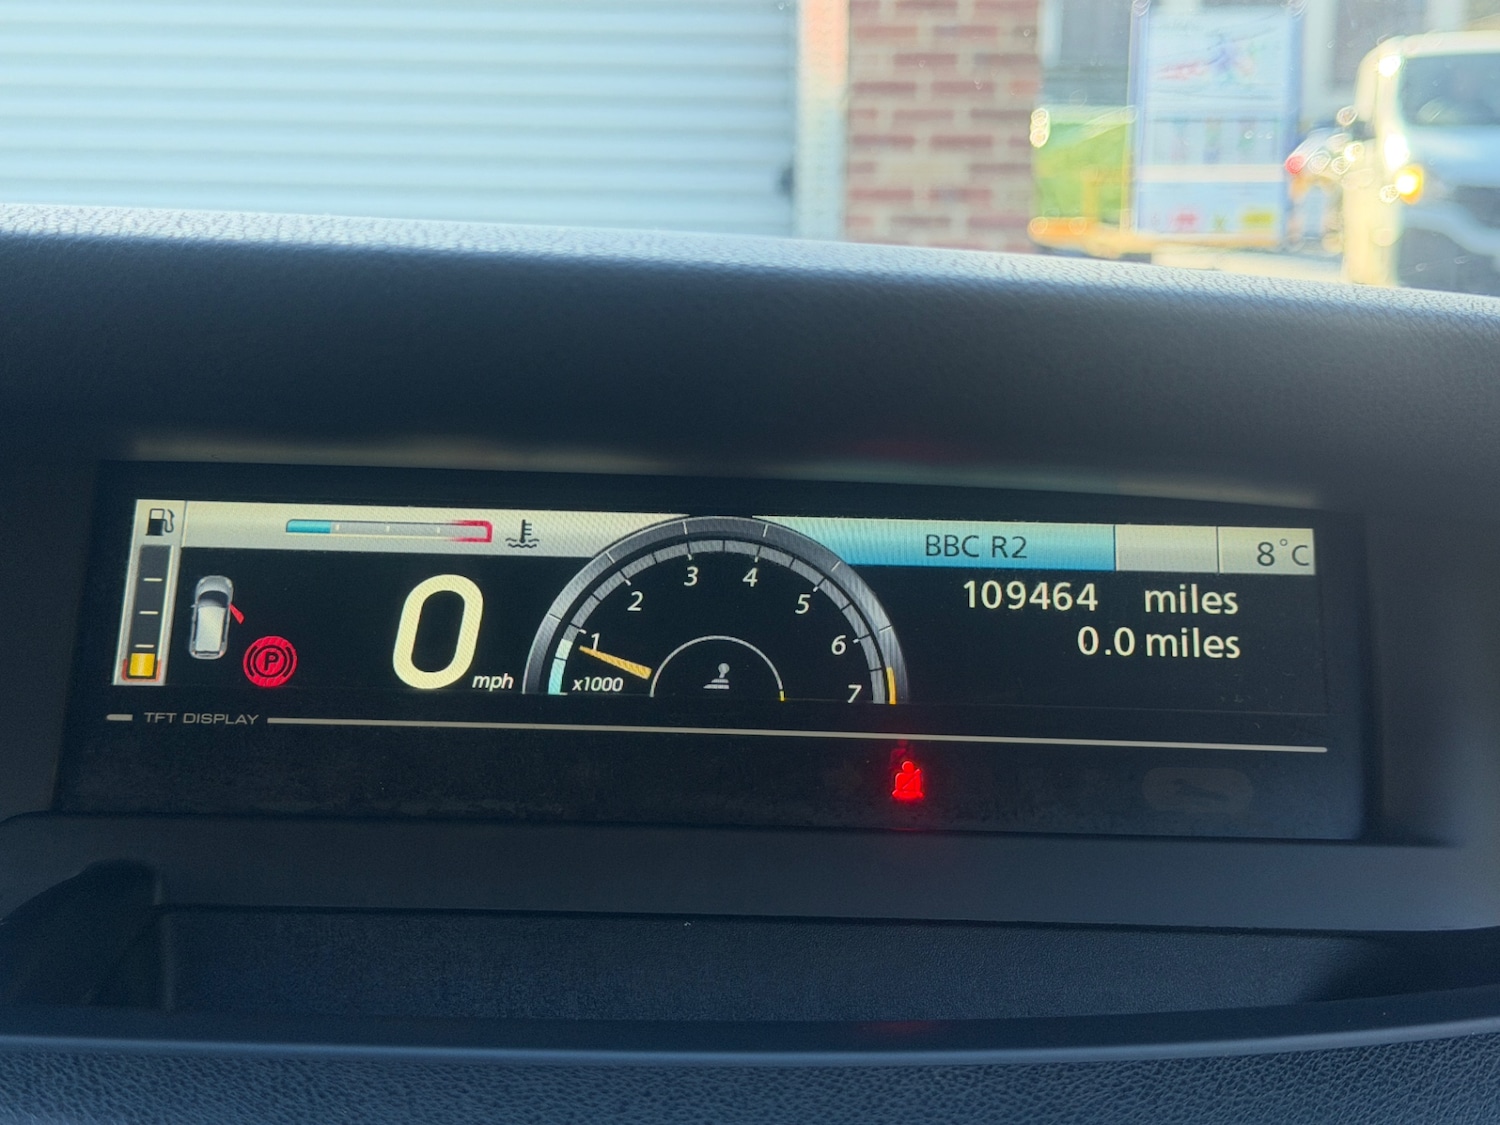 BBC R2
8°C
109464 miles
0.0 miles
0 mph
1 2 3 4 5 6 7
x1000
P
TFT DISPLAY